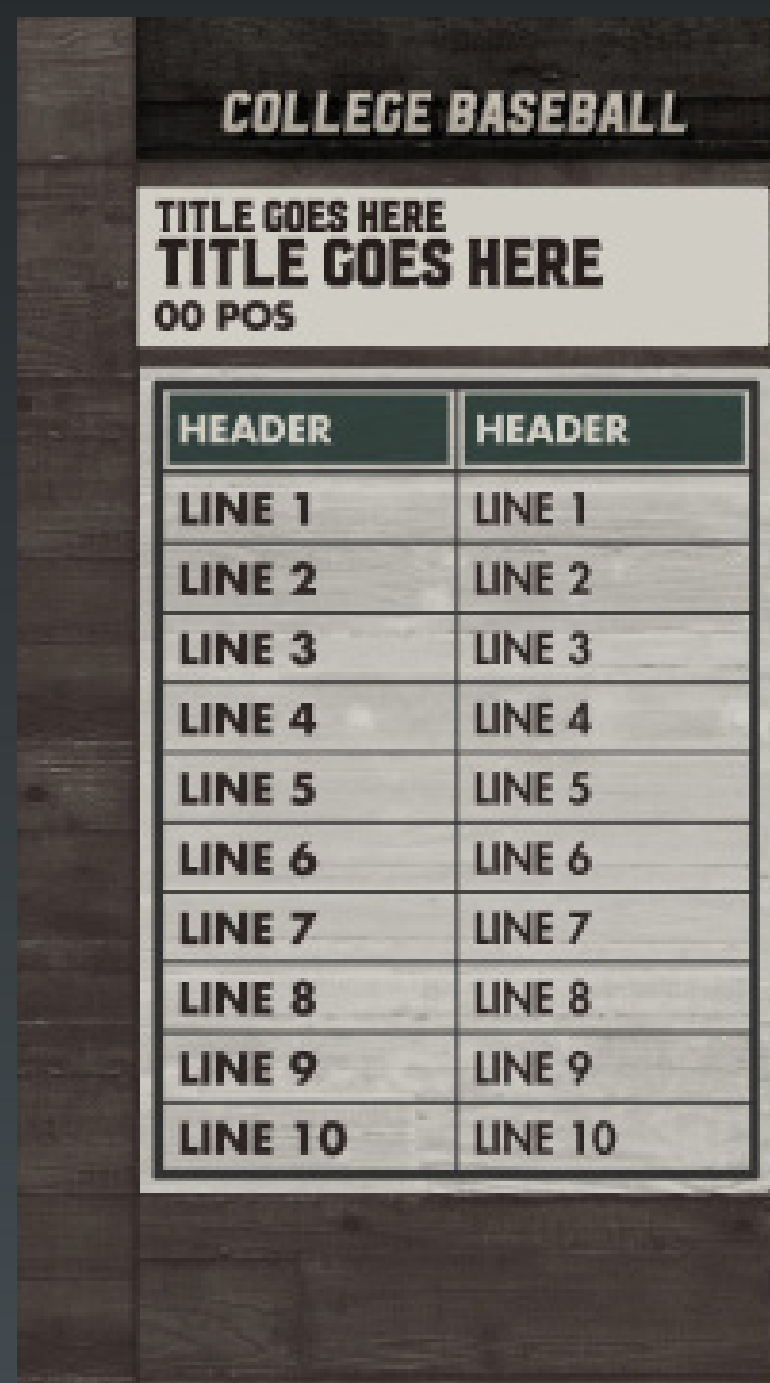 COLLEGE BASEBALL
TITLE GOES HERE
TITLE GOES HERE
00 POS
HEADER HEADER
LINE 1 LINE 1
LINE 2 LINE 2
LINE 3 LINE 3
LINE 4 LINE 4
LINE 5 LINE 5
LINE 6 LINE 6
LINE 7 LINE 7
LINE 8 LINE 8
LINE 9 LINE 9
LINE 10 LINE 10